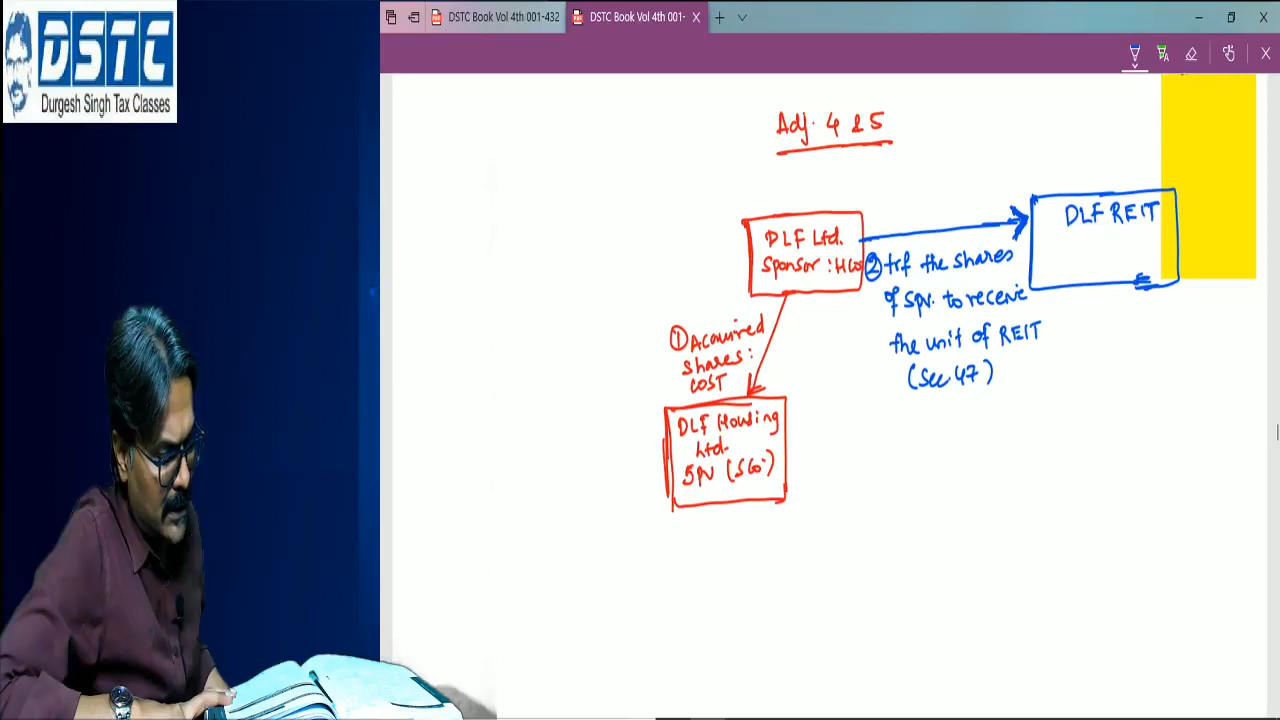 DSTC
Durgesh Singh Tax Classes
DSTC Book Vol 4th 001-432
DSTC Book Vol 4th 001-
Adj. 4 & 5
DLF Ltd.
Sponsor : HCo
DLF REIT
② trf the shares
of SPV. to receive
the unit of REIT
(Sec 47)
① Acquired
shares:
COST
DLF Housing
Ltd.
SPV (SCo.)